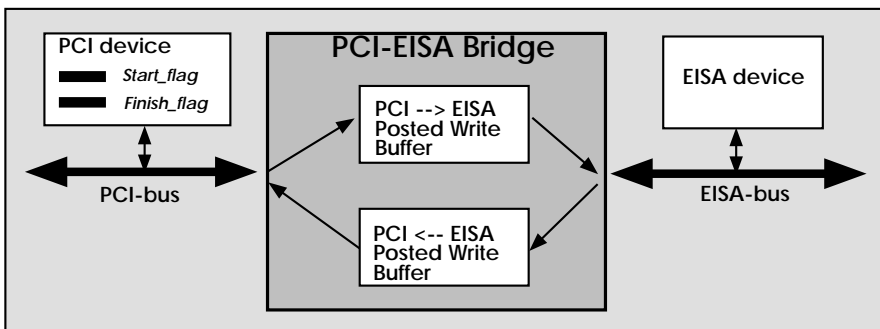 PCI device
Start_flag
Finish_flag
PCI-bus
PCI-EISA Bridge
PCI --> EISA
Posted Write
Buffer
PCI <-- EISA
Posted Write
Buffer
EISA device
EISA-bus